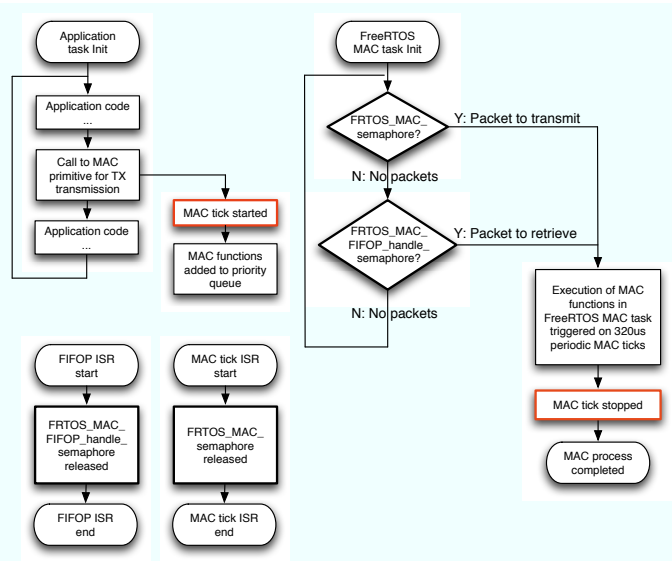 Application
task Init
Application code
...
Call to MAC
primitive for TX
transmission
Application code
...
MAC tick started
MAC functions
added to priority
queue
FreeRTOS
MAC task Init
FRTOS_MAC_
semaphore?
Y: Packet to transmit
N: No packets
FRTOS_MAC_
FIFOP_handle_
semaphore?
Y: Packet to retrieve
N: No packets
Execution of MAC
functions in
FreeRTOS MAC task
triggered on 320us
periodic MAC ticks
MAC tick stopped
MAC process
completed
FIFOP ISR
start
FRTOS_MAC_
FIFOP_handle_
semaphore
released
FIFOP ISR
end
MAC tick ISR
start
FRTOS_MAC_
semaphore
released
MAC tick ISR
end